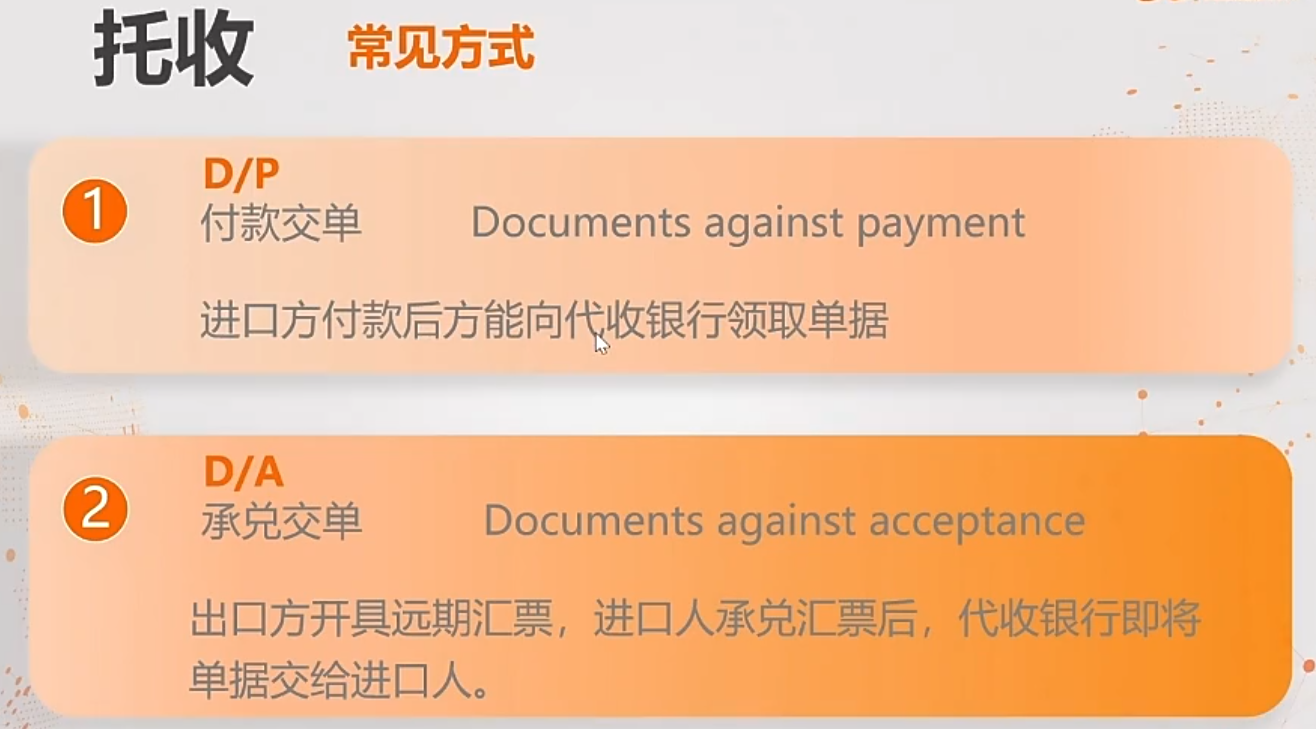 托收 常见方式
1
D/P
付款交单 Documents against payment
进口方付款后方能向代收银行领取单据
2
D/A
承兑交单 Documents against acceptance
出口方开具远期汇票，进口人承兑汇票后，代收银行即将
单据交给进口人。